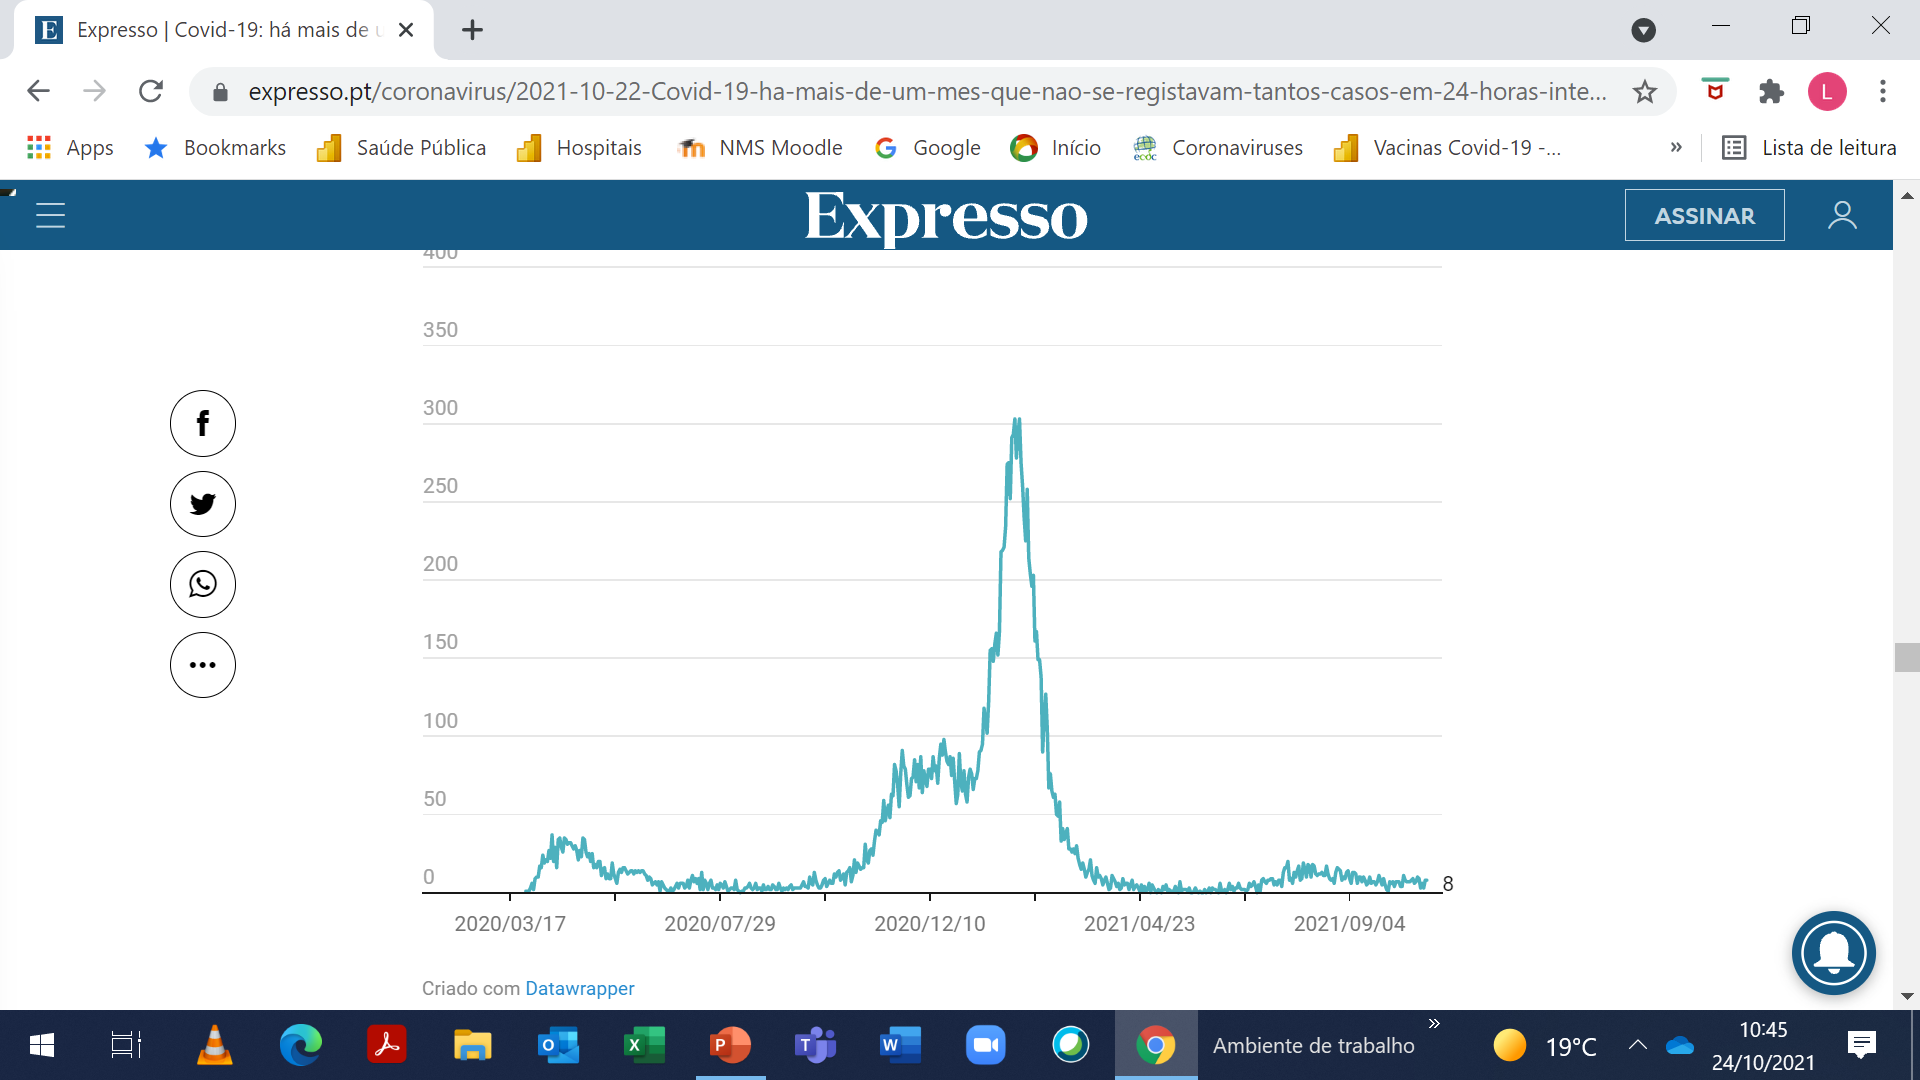 Expresso | Covid-19: há mais de u
expresso.pt/coronavirus/2021-10-22-Covid-19-ha-mais-de-um-mes-que-nao-se-registavam-tantos-casos-em-24-horas-inte...
L
Apps Bookmarks Saúde Pública Hospitais NMS Moodle Google Início Coronaviruses Vacinas Covid-19 -... » Lista de leitura
Expresso
ASSINAR
400
350
300
250
200
150
100
50
0
8
2020/03/17 2020/07/29 2020/12/10 2021/04/23 2021/09/04
Criado com Datawrapper
Ambiente de trabalho
19°C
10:45
24/10/2021